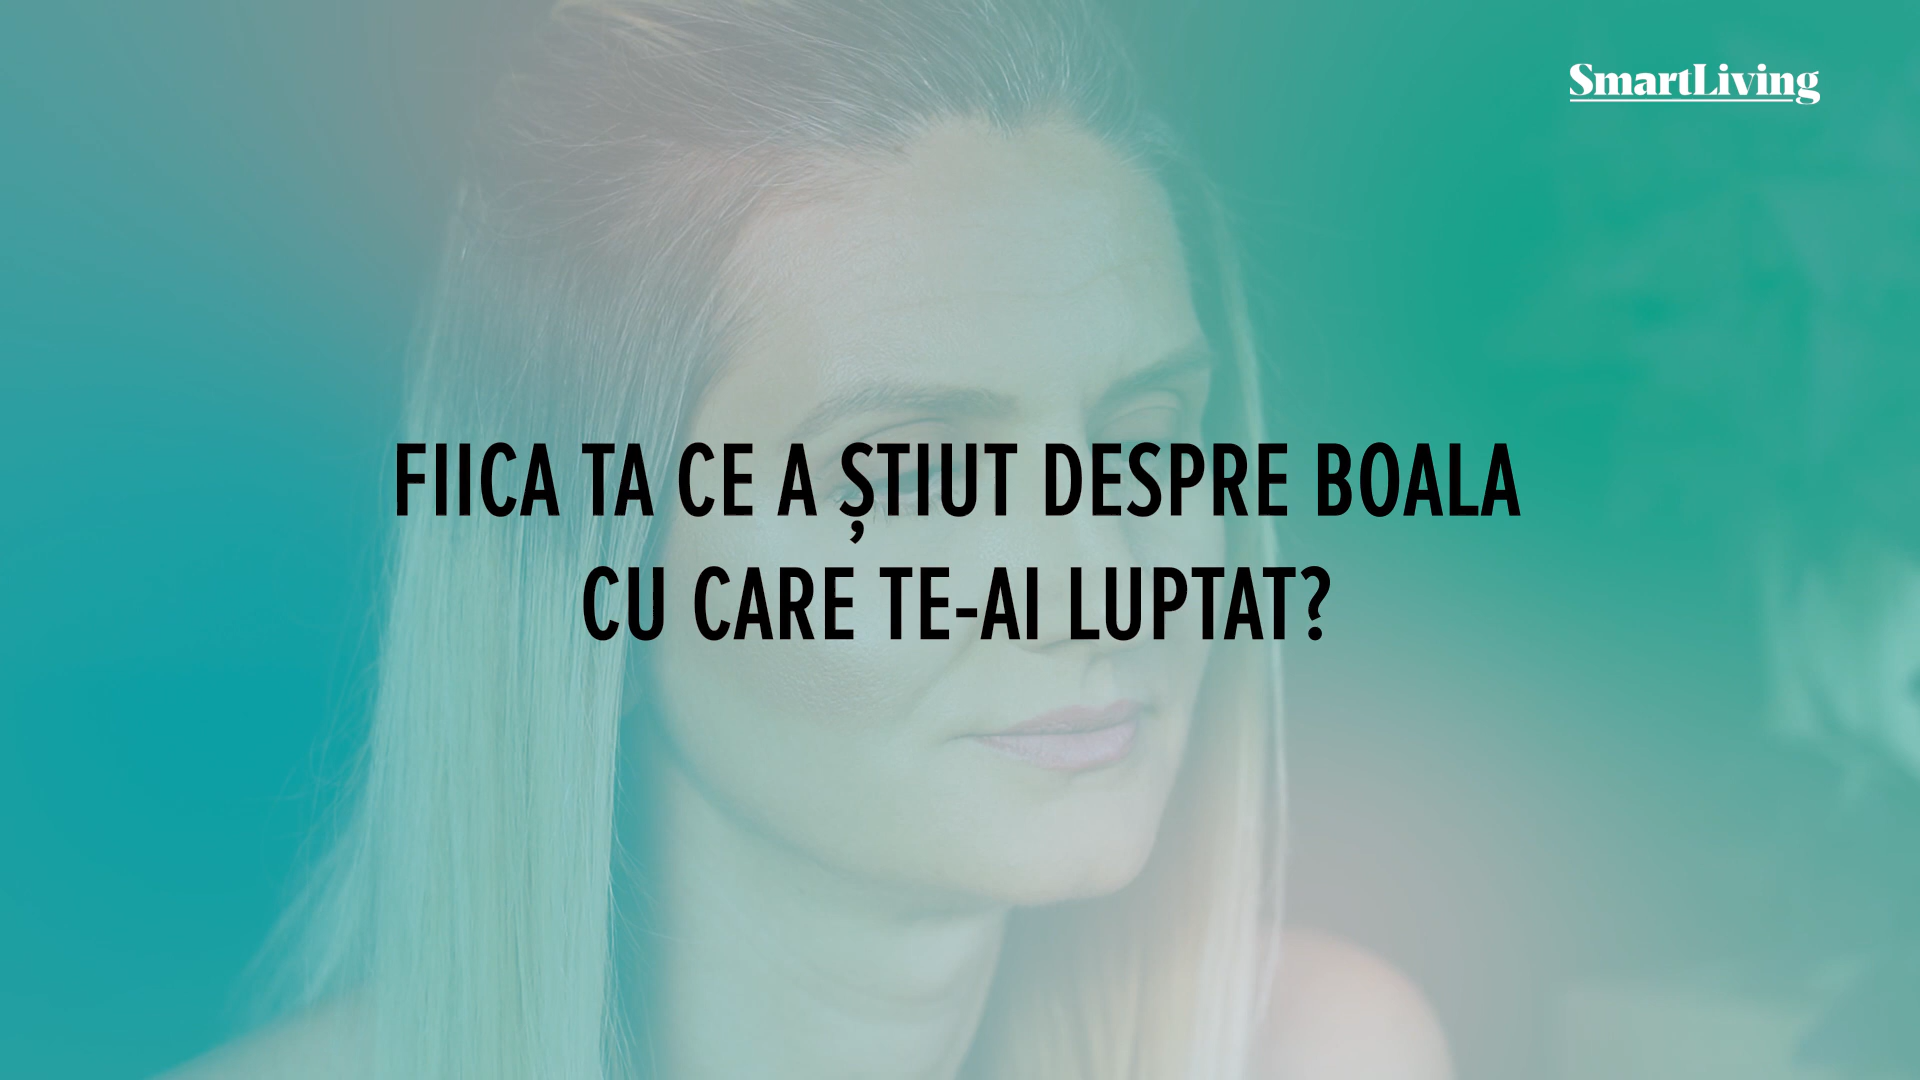 SmartLiving
FIICA TA CE A ȘTIUT DESPRE BOALA
CU CARE TE-AI LUPTAT?